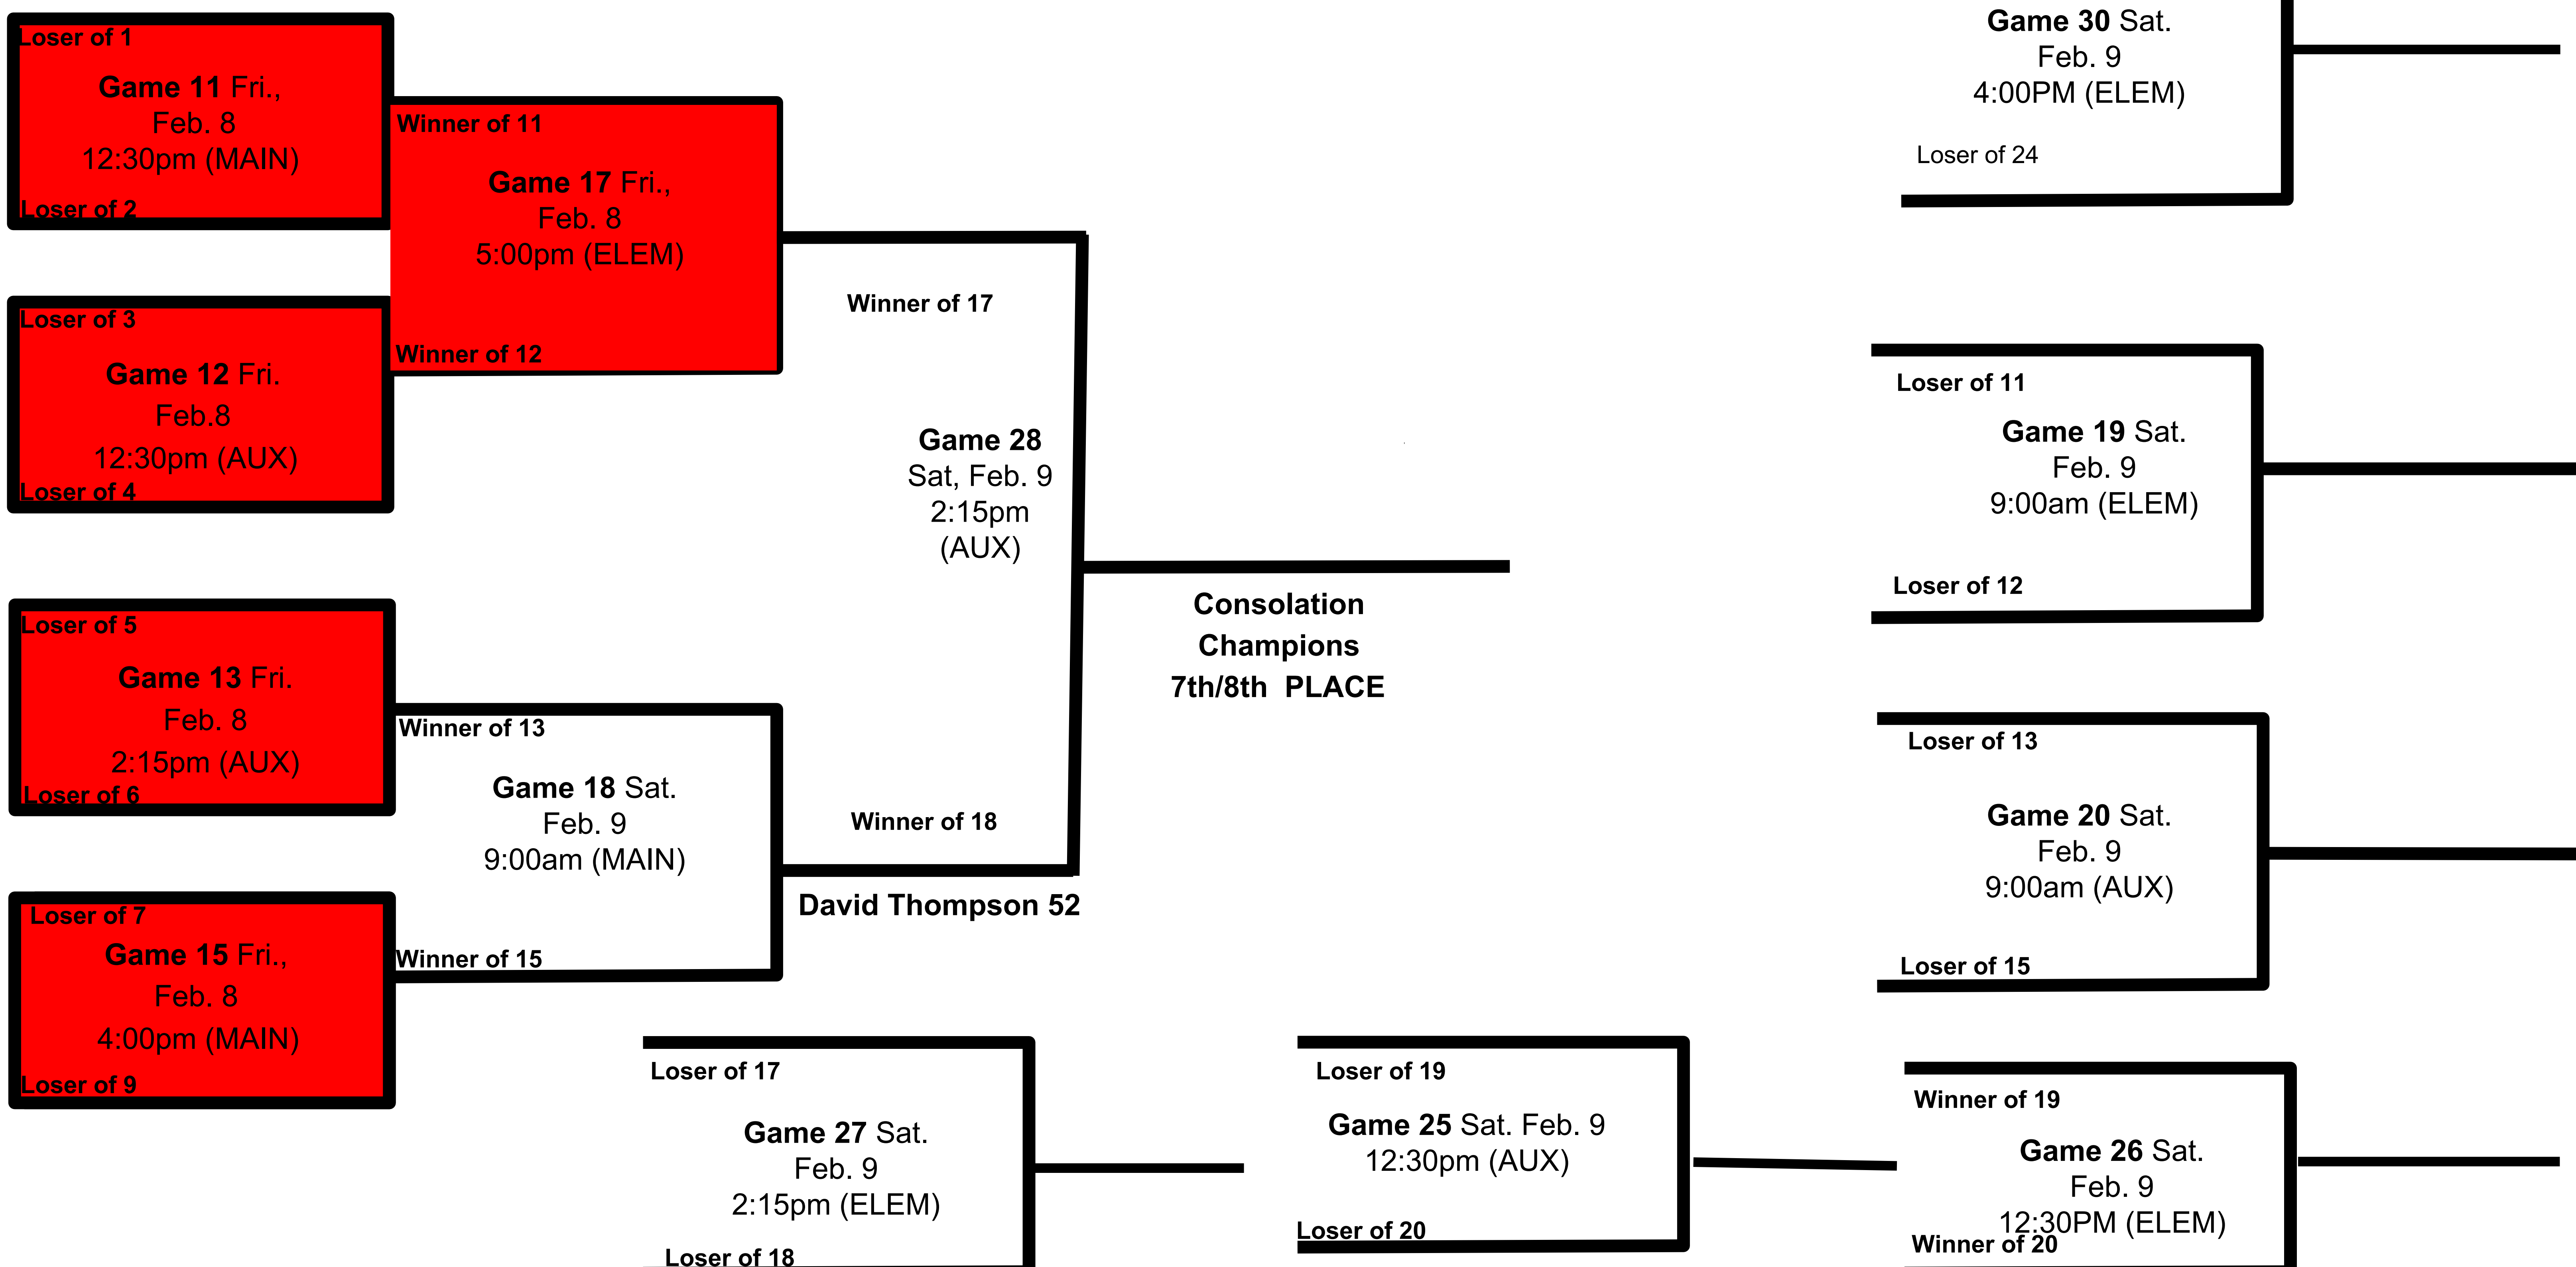 Loser of 1
Game 11 Fri.,
Feb. 8
12:30pm (MAIN)
Loser of 2
Winner of 11
Game 17 Fri.,
Feb. 8
5:00pm (ELEM)
Winner of 12
Loser of 3
Game 12 Fri.
Feb.8
12:30pm (AUX)
Loser of 4
Winner of 17
Game 28
Sat, Feb. 9
2:15pm
(AUX)
Winner of 18
David Thompson 52
Consolation
Champions
7th/8th PLACE
Loser of 5
Game 13 Fri.
Feb. 8
2:15pm (AUX)
Loser of 6
Winner of 13
Game 18 Sat.
Feb. 9
9:00am (MAIN)
Winner of 15
Loser of 7
Game 15 Fri.,
Feb. 8
4:00pm (MAIN)
Loser of 9
Loser of 17
Game 27 Sat.
Feb. 9
2:15pm (ELEM)
Loser of 18
Loser of 19
Game 25 Sat. Feb. 9
12:30pm (AUX)
Loser of 20
Game 30 Sat.
Feb. 9
4:00PM (ELEM)
Loser of 24
Loser of 11
Game 19 Sat.
Feb. 9
9:00am (ELEM)
Loser of 12
Loser of 13
Game 20 Sat.
Feb. 9
9:00am (AUX)
Loser of 15
Winner of 19
Game 26 Sat.
Feb. 9
12:30PM (ELEM)
Winner of 20